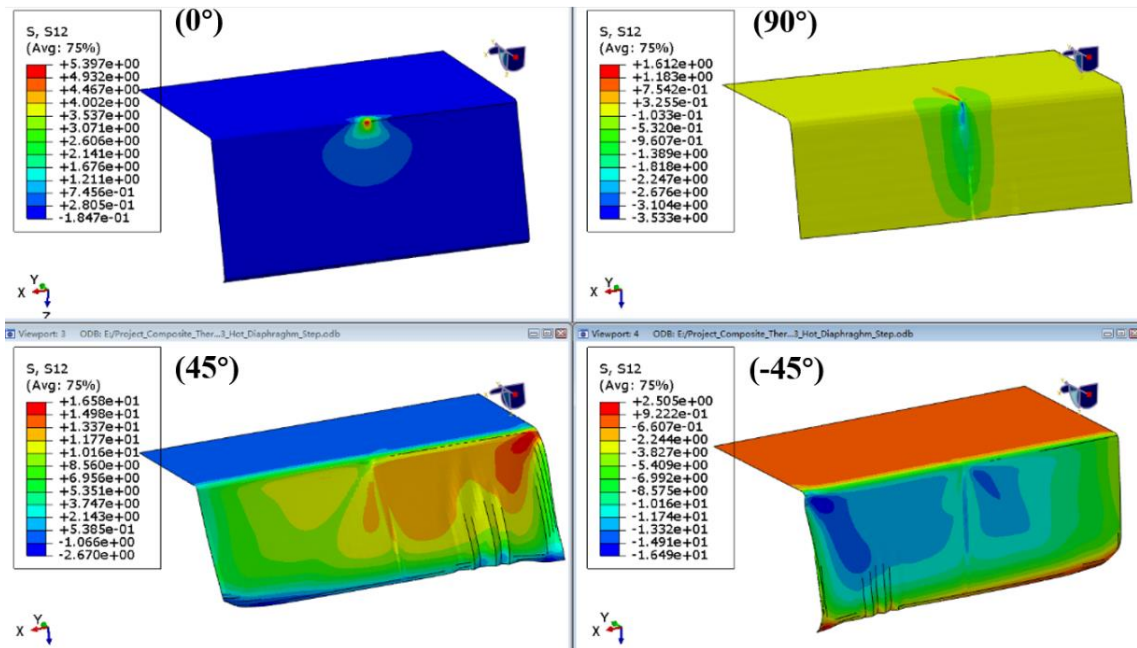 (0°)
S, S12
(Avg: 75%)
+5.397e+00
+4.932e+00
+4.467e+00
+4.002e+00
+3.537e+00
+3.071e+00
+2.606e+00
+2.141e+00
+1.676e+00
+1.211e+00
+7.456e-01
+2.805e-01
-1.847e-01
Y
X
Z
(90°)
S, S12
(Avg: 75%)
+1.612e+00
+1.183e+00
+7.542e-01
+3.255e-01
-1.033e-01
-5.320e-01
-9.607e-01
-1.389e+00
-1.818e+00
-2.247e+00
-2.676e+00
-3.104e+00
-3.533e+00
Y
X
Viewport: 3 ODB: E:/Project_Composite_Ther...3_Hot_Diaphraghm_Step.odb
(45°)
S, S12
(Avg: 75%)
+1.658e+01
+1.498e+01
+1.337e+01
+1.177e+01
+1.016e+01
+8.560e+00
+6.956e+00
+5.351e+00
+3.747e+00
+2.143e+00
+5.385e-01
-1.066e+00
-2.670e+00
Y
X
Viewport: 4 ODB: E:/Project_Composite_Ther...3_Hot_Diaphraghm_Step.odb
(-45°)
S, S12
(Avg: 75%)
+2.505e+00
+9.222e-01
-6.607e-01
-2.244e+00
-3.827e+00
-5.409e+00
-6.992e+00
-8.575e+00
-1.016e+01
-1.174e+01
-1.332e+01
-1.491e+01
-1.649e+01
Y
X